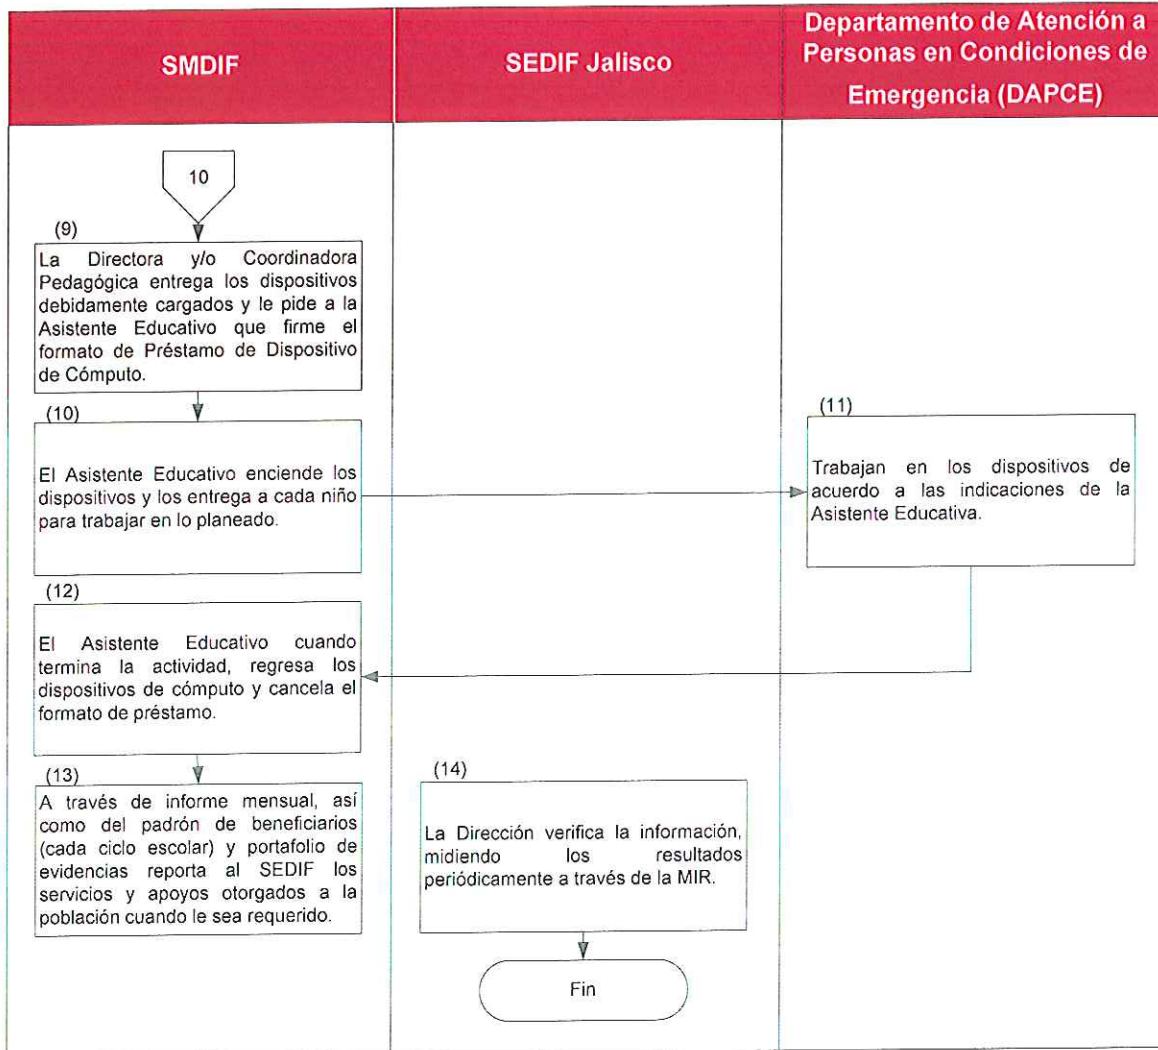 SMDIF
SEDIF Jalisco
Departamento de Atención a
Personas en Condiciones de
Emergencia (DAPCE)
10
(9)
La Directora y/o Coordinadora
Pedagógica entrega los dispositivos
debidamente cargados y le pide a la
Asistente Educativo que firme el
formato de Préstamo de Dispositivo
de Cómputo.
(10)
El Asistente Educativo enciende los
dispositivos y los entrega a cada niño
para trabajar en lo planeado.
(11)
Trabajan en los dispositivos de
acuerdo a las indicaciones de la
Asistente Educativa.
(12)
El Asistente Educativo cuando
termina la actividad, regresa los
dispositivos de cómputo y cancela el
formato de préstamo.
(13)
A través de informe mensual, así
como del padrón de beneficiarios
(cada ciclo escolar) y portafolio de
evidencias reporta al SEDIF los
servicios y apoyos otorgados a la
población cuando le sea requerido.
(14)
La Dirección verifica la información,
midiendo los resultados
periódicamente a través de la MIR.
Fin